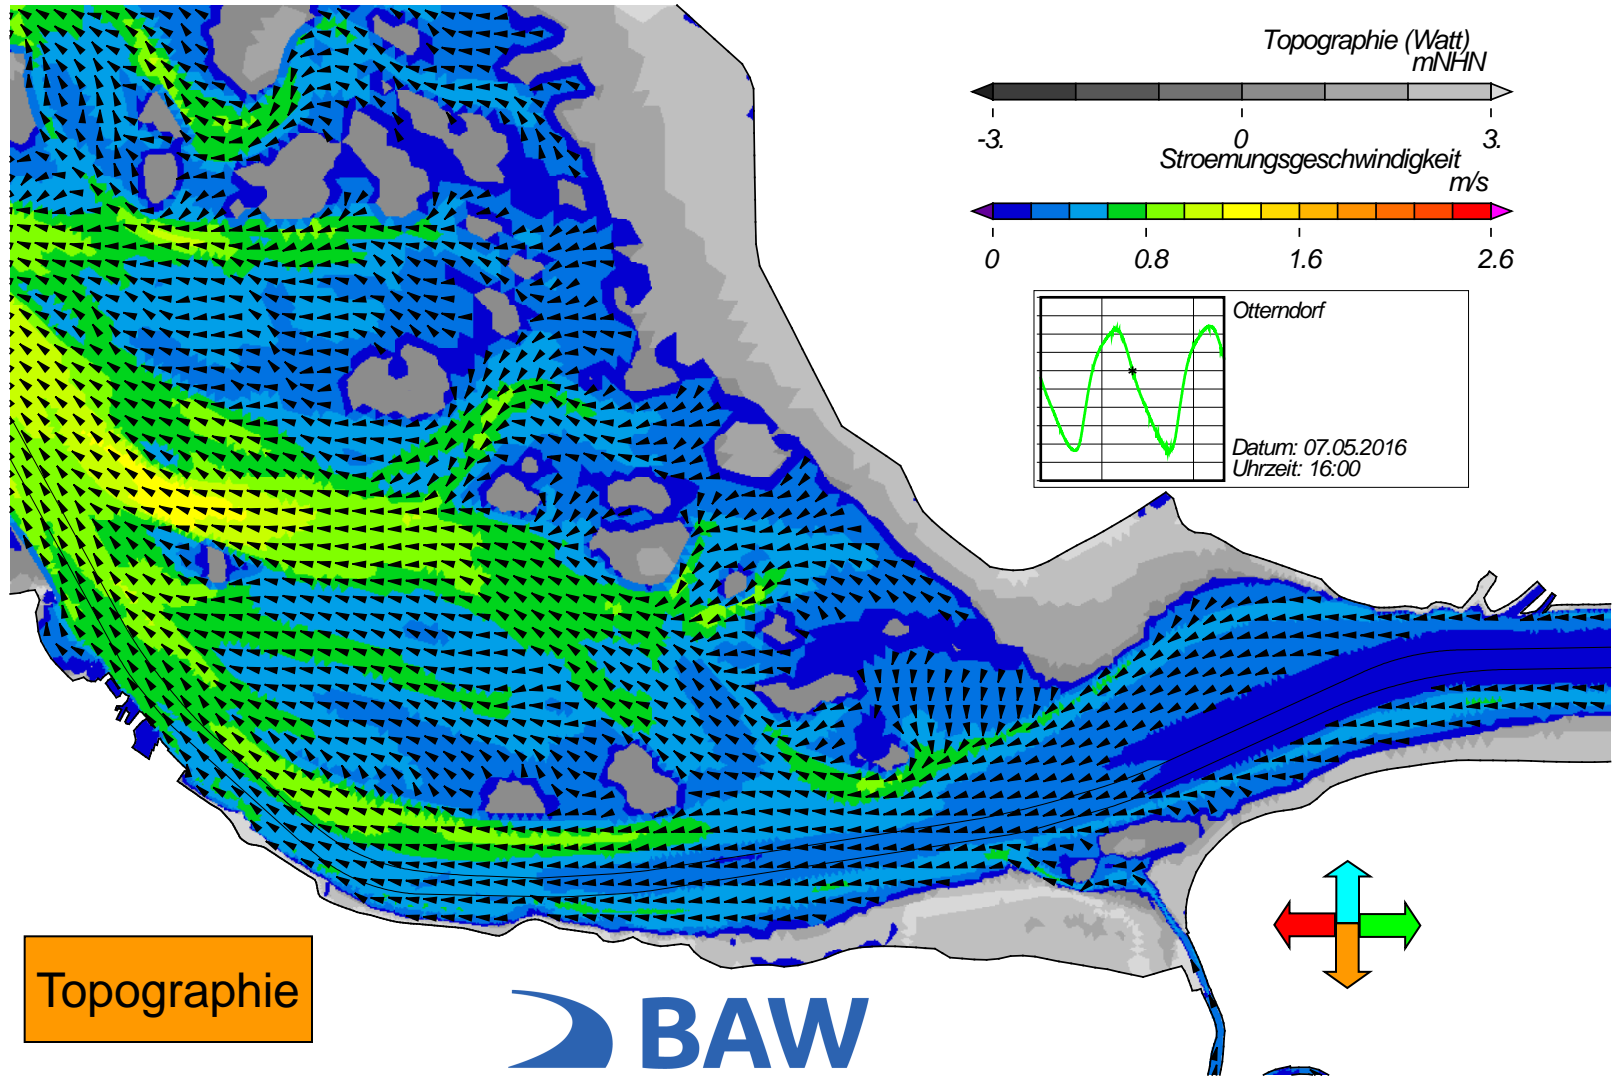 Topographie (Watt)
mNHN
-3. 0 3.
Stroemungsgeschwindigkeit
m/s
0 0.8 1.6 2.6
Otterndorf
Datum: 07.05.2016
Uhrzeit: 16:00
Topographie
BAW